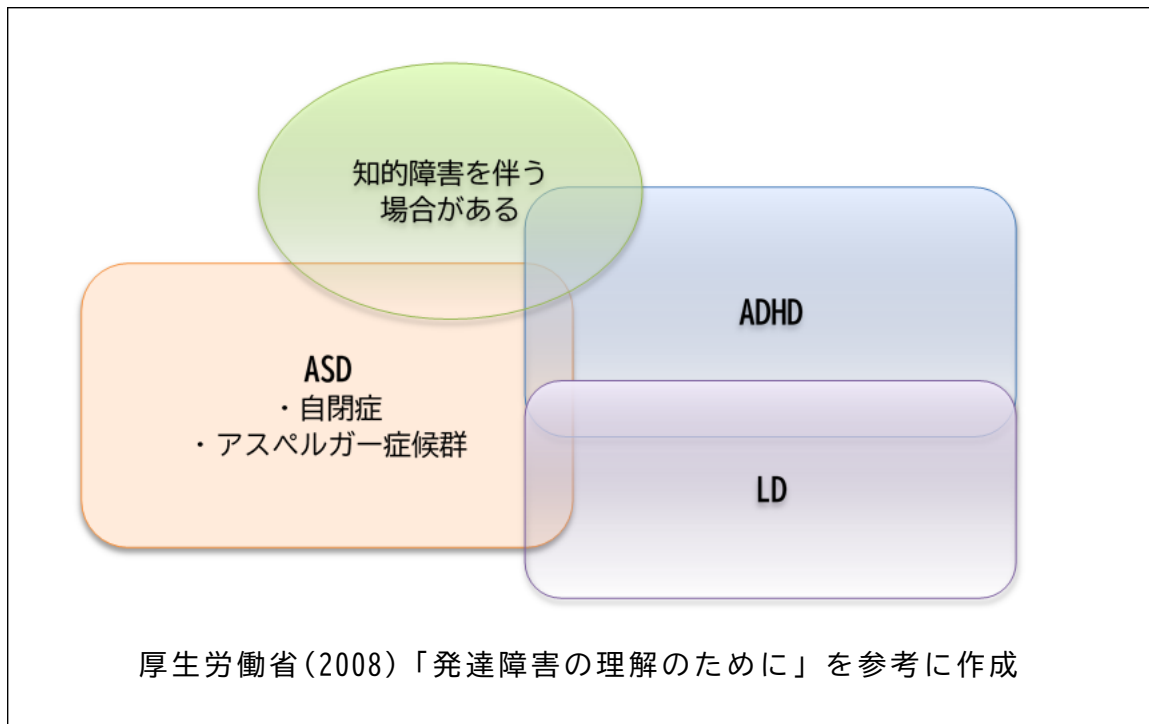 知的障害を伴う
場合がある
ADHD
ASD
・自閉症
・アスペルガー症候群
LD
厚生労働省(2008)「発達障害の理解のために」を参考に作成